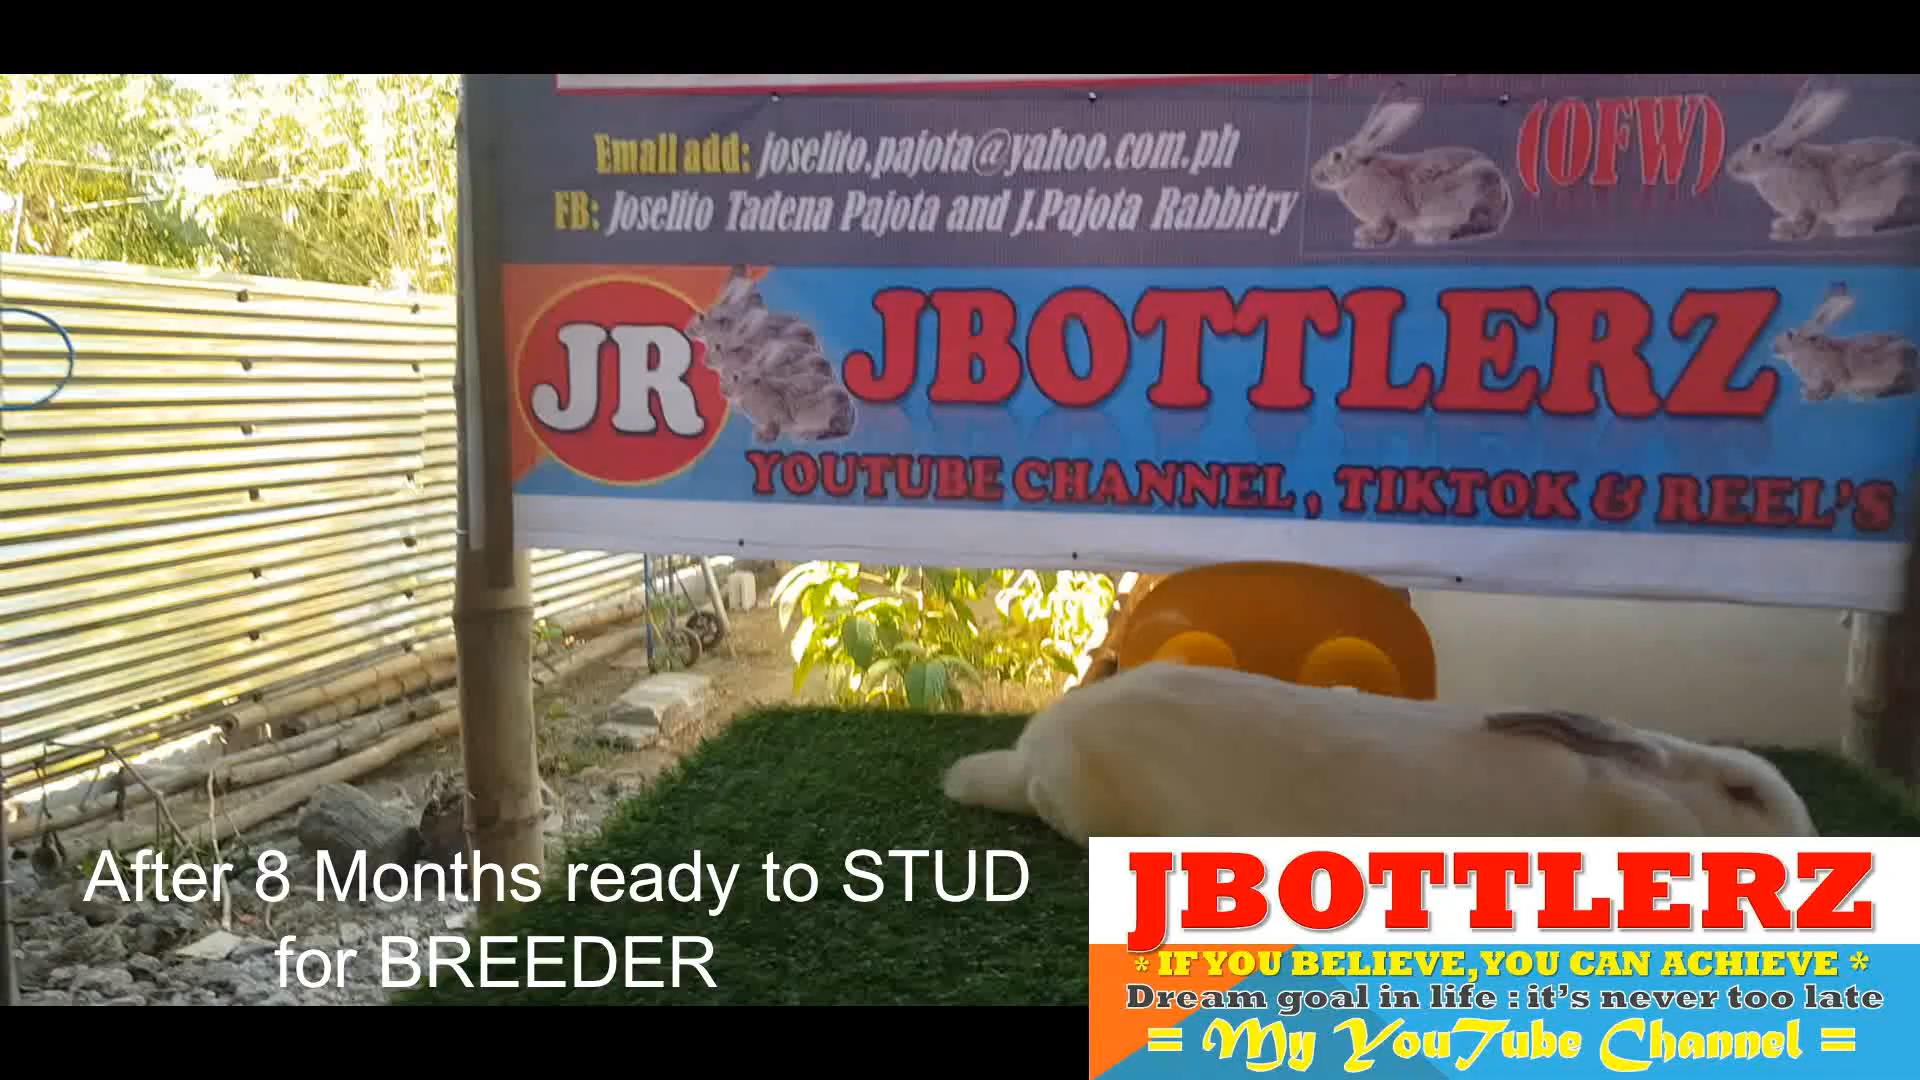 Email add: joselito.pajota@yahoo.com.ph
FB: Joselito Tadena Pajota and J.Pajota Rabbitry
(OFW)
JR
JBOTTLERZ
YOUTUBE CHANNEL, TIKTOK & REEL'S
After 8 Months ready to STUD
for BREEDER
JBOTTLERZ
* IF YOU BELIEVE,YOU CAN ACHIEVE *
Dream goal in life : it's never too late
= My YouTube Channel =